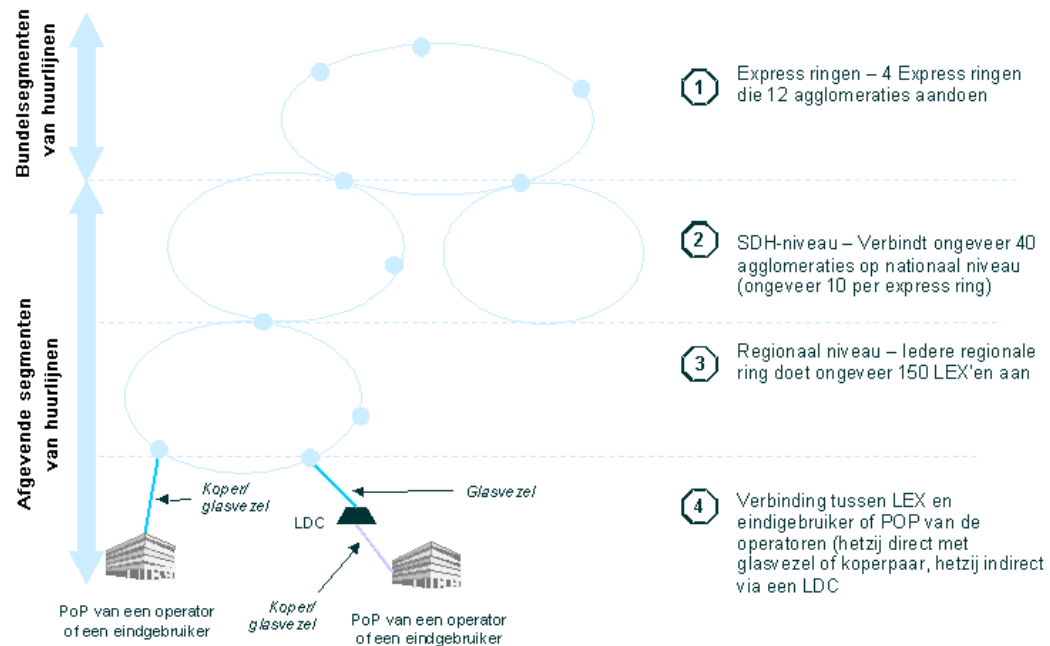 Bundelsegmenten
van huurlijnen
1
Express ringen – 4 Express ringen
die 12 agglomeraties aandoen
Afgevende segmenten
van huurlijnen
2
SDH-niveau – Verbindt ongeveer 40
agglomeraties op nationaal niveau
(ongeveer 10 per express ring)
3
Regionaal niveau – Iedere regionale
ring doet ongeveer 150 LEX'en aan
Koper/
glasvezel
Glasvezel
LDC
4
Verbinding tussen LEX en
eindigebruiker of POP van de
operatoren (hetzij direct met
glasvezel of koperpaar, hetzij indirect
via een LDC
Koper/
glasvezel
PoP van een operator
of een eindgebruiker
PoP van een operator
of een eindgebruiker